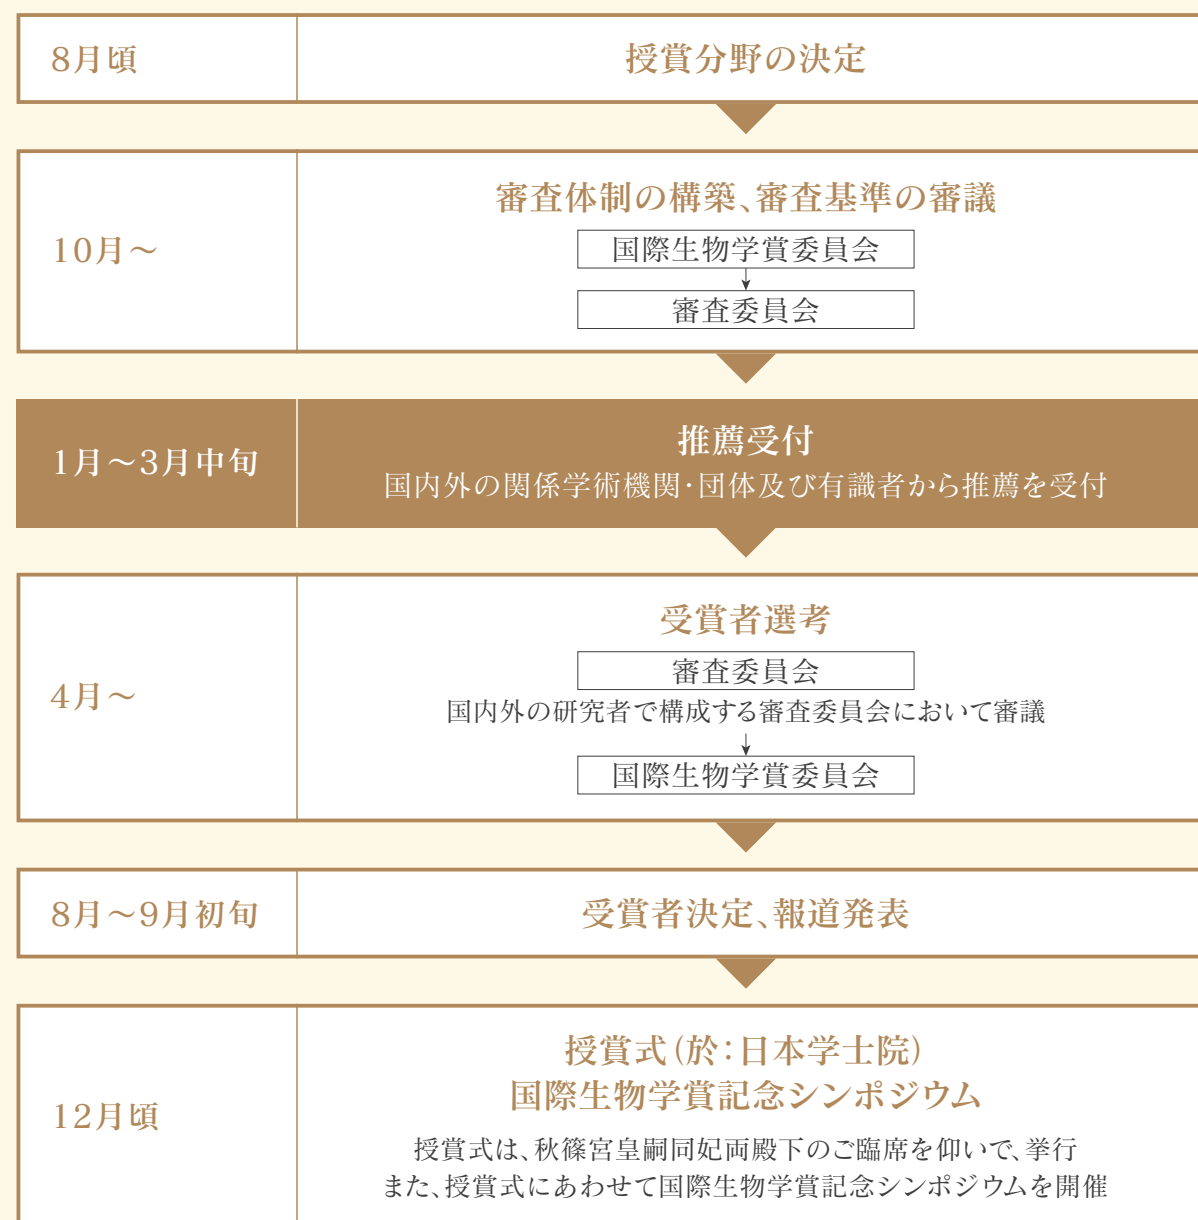 8月頃
授賞分野の決定
10月～
審査体制の構築、審査基準の審議
国際生物学賞委員会
審査委員会
1月～3月中旬
推薦受付
国内外の関係学術機関・団体及び有識者から推薦を受付
4月～
受賞者選考
審査委員会
国内外の研究者で構成する審査委員会において審議
国際生物学賞委員会
8月～9月初旬
受賞者決定、報道発表
12月頃
授賞式（於：日本学士院）
国際生物学賞記念シンポジウム
授賞式は、秋篠宮皇嗣同妃両殿下のご臨席を仰いで、挙行
また、授賞式にあわせて国際生物学賞記念シンポジウムを開催